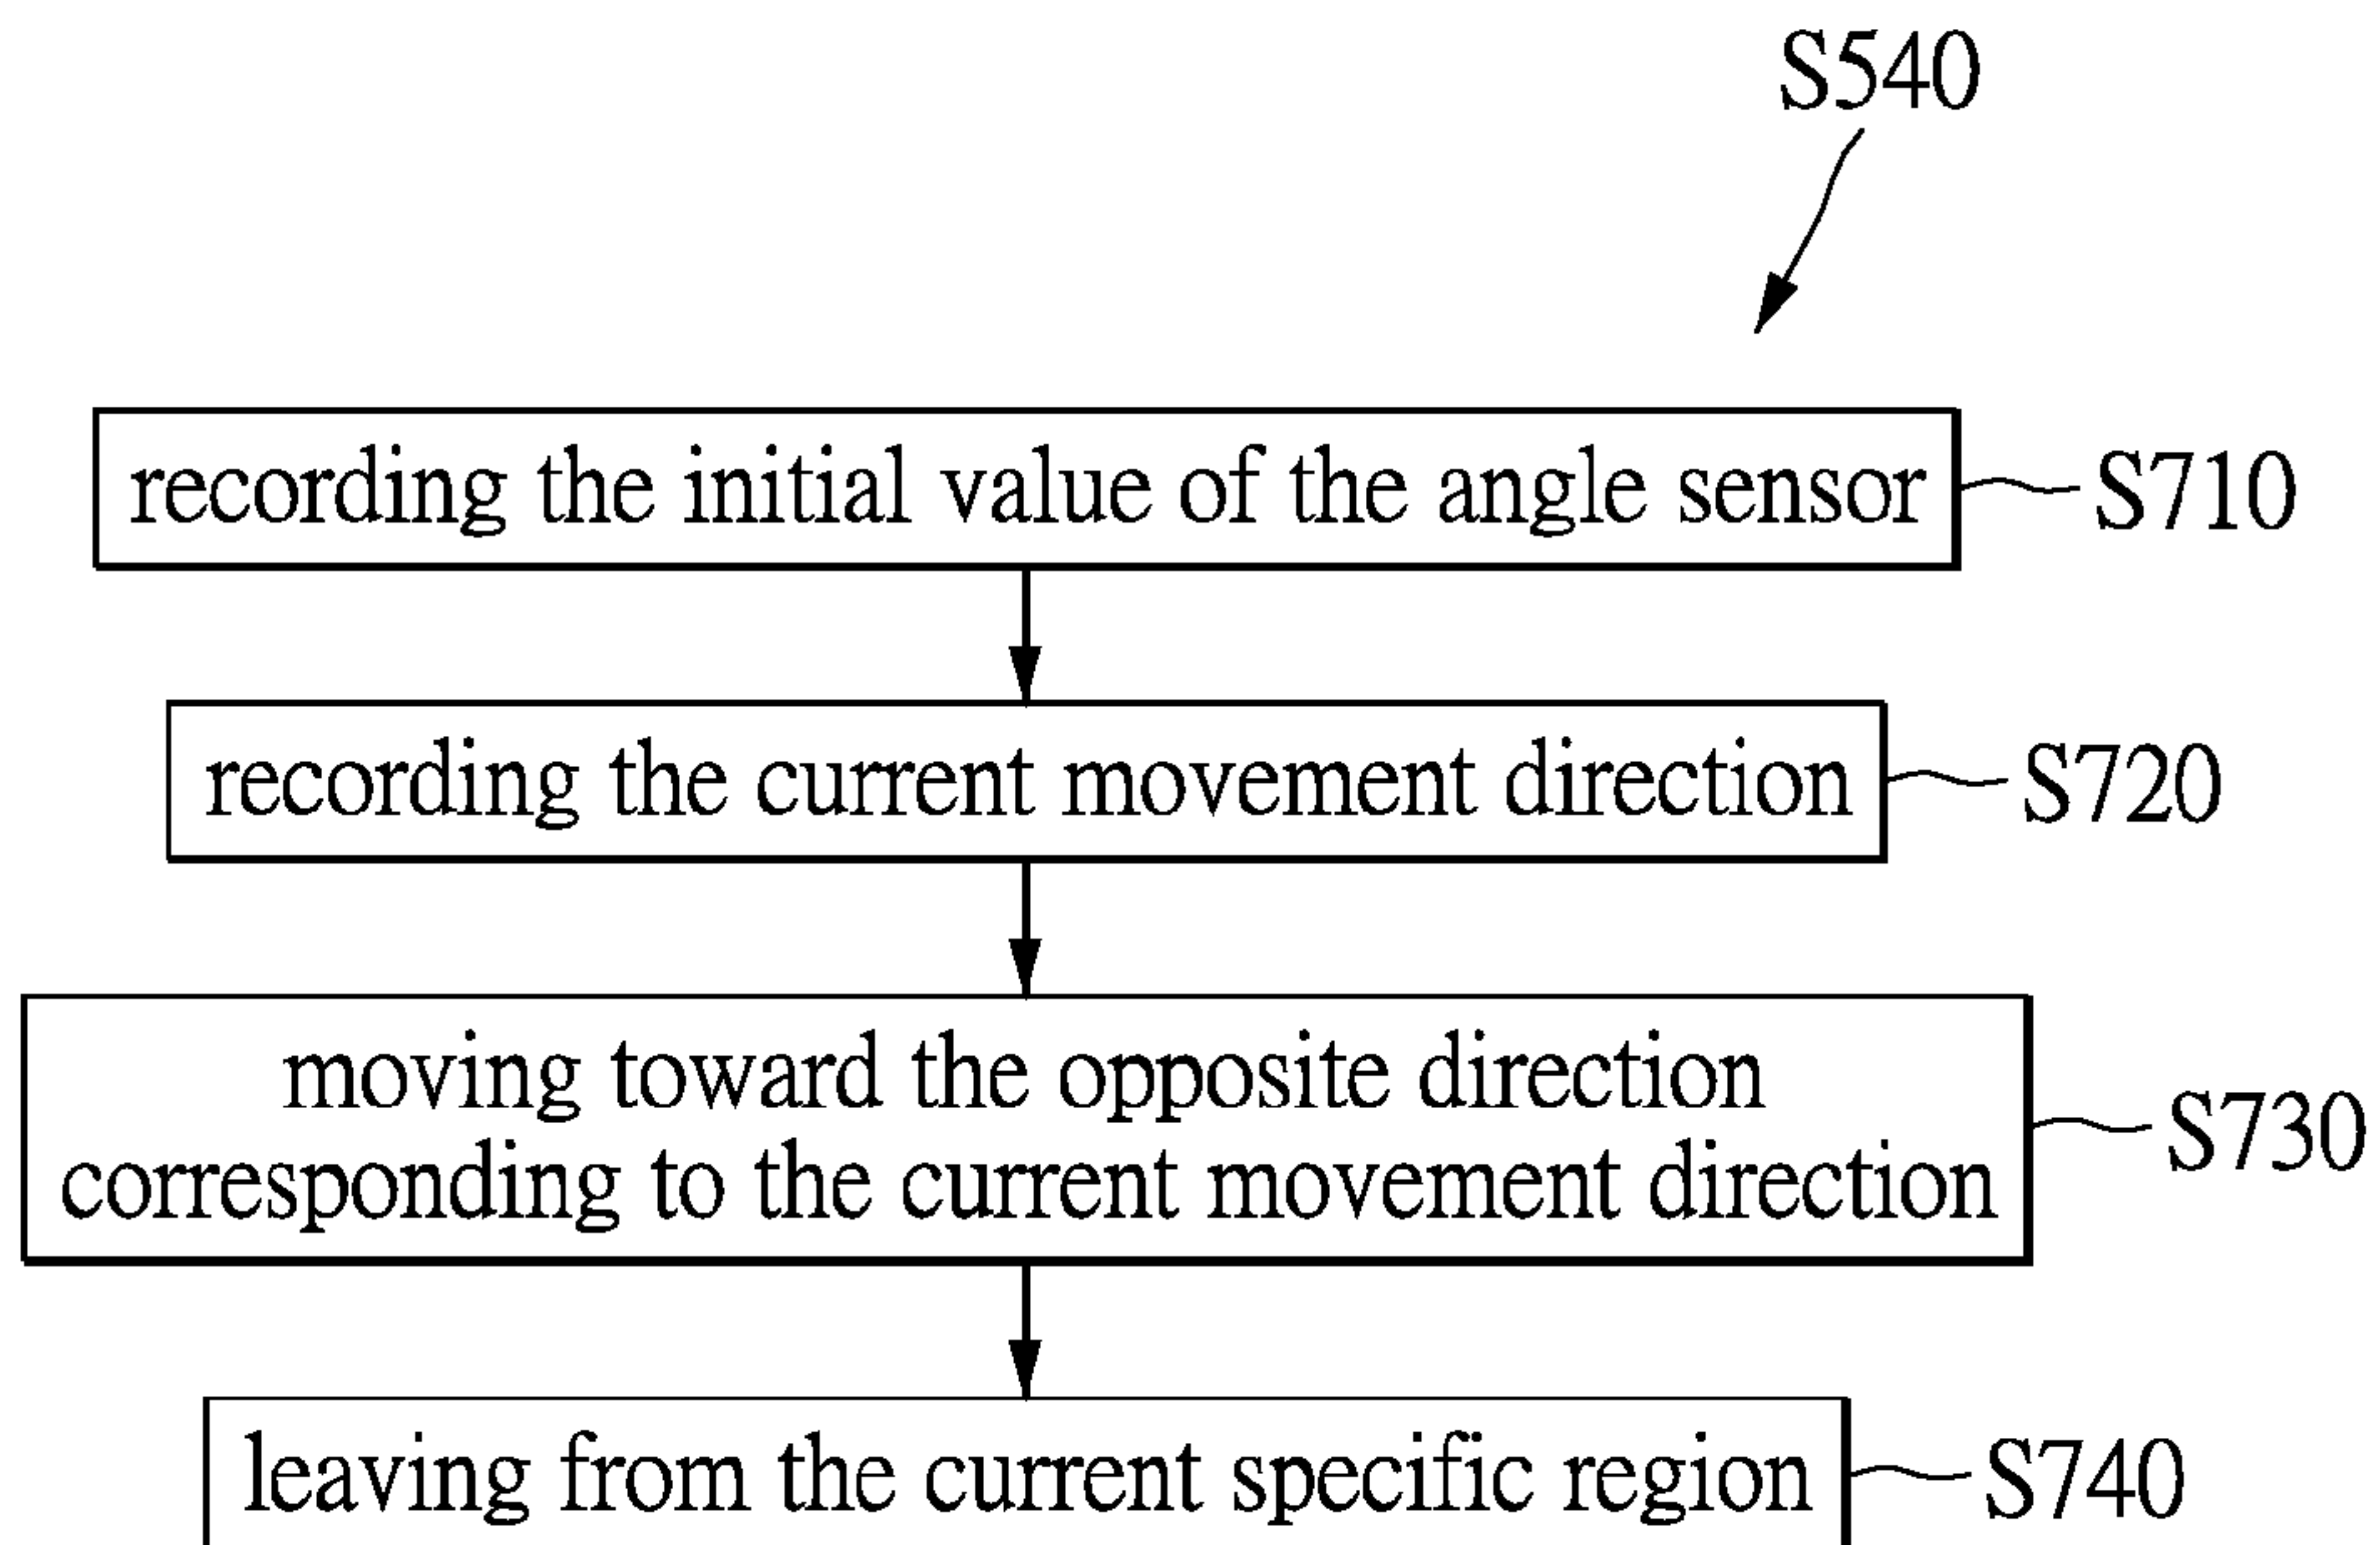 S540
recording the initial value of the angle sensor
S710
recording the current movement direction
S720
moving toward the opposite direction
corresponding to the current movement direction
S730
leaving from the current specific region
S740